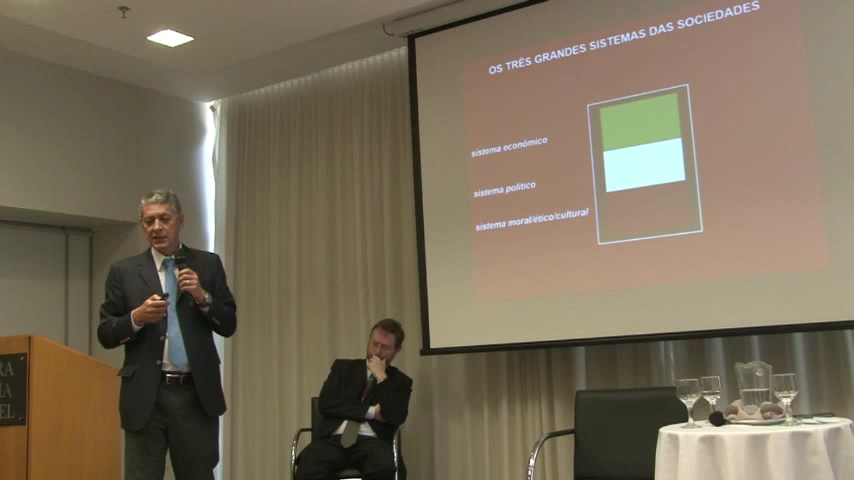 OS TRÊS GRANDES SISTEMAS DAS SOCIEDADES
sistema econômico
sistema político
sistema moral/ético/cultural
RA
IA
EL